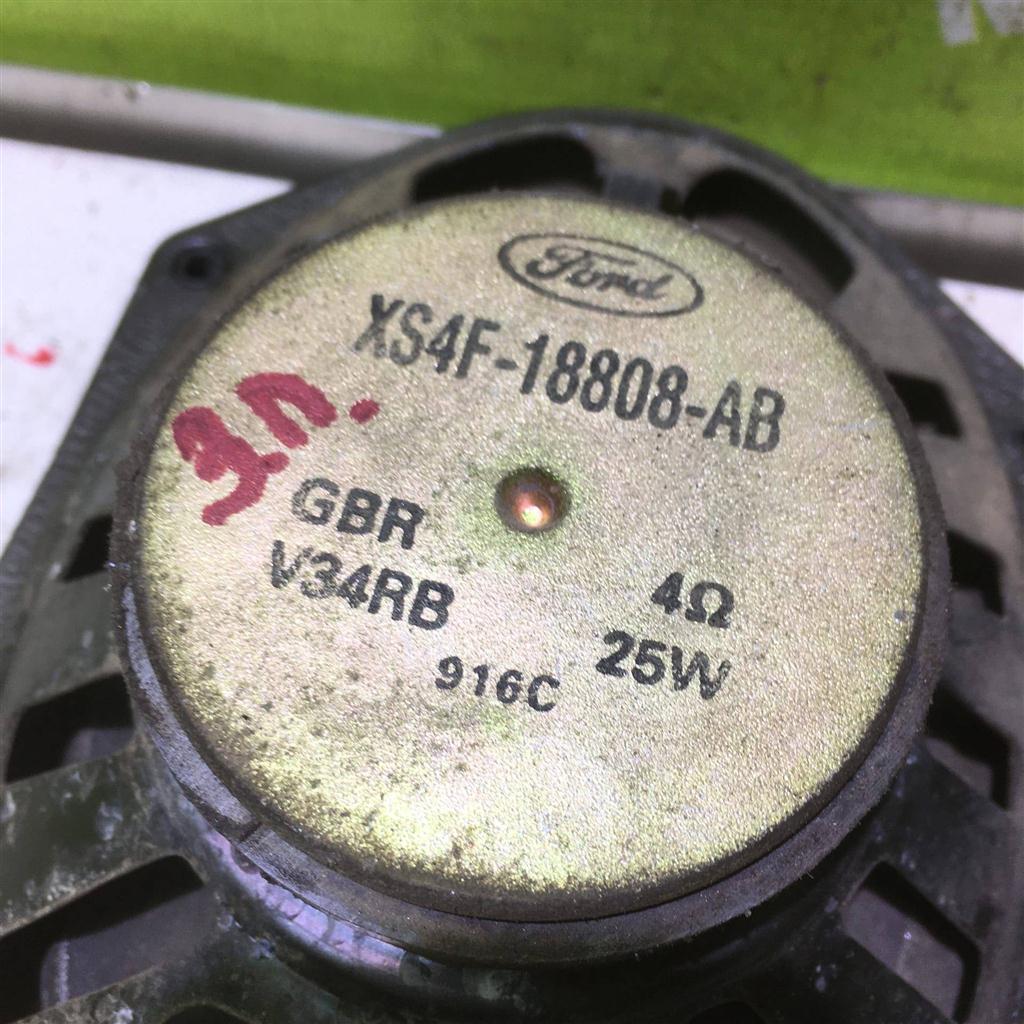 Ford
XS4F-18808-AB
зп.
GBR
V34RB
4Ω
25W
916C